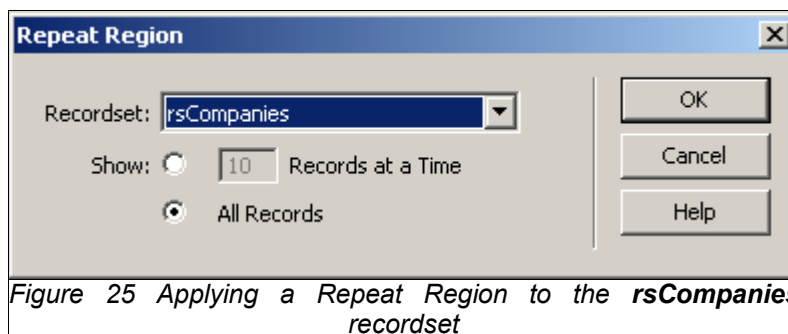 Repeat Region
Recordset: rsCompanies
OK
Show: 10 Records at a Time
Cancel
All Records
Help
Figure 25 Applying a Repeat Region to the rsCompanies
recordset